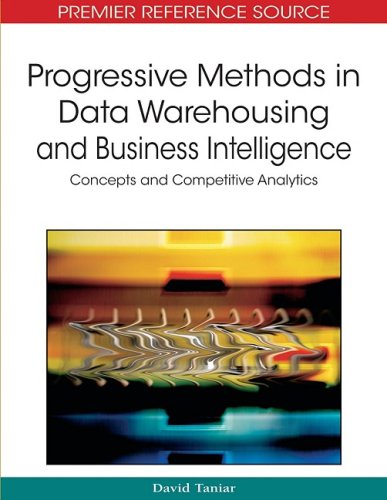 PREMIER REFERENCE SOURCE
Progressive Methods in
Data Warehousing
and Business Intelligence
Concepts and Competitive Analytics
David Taniar